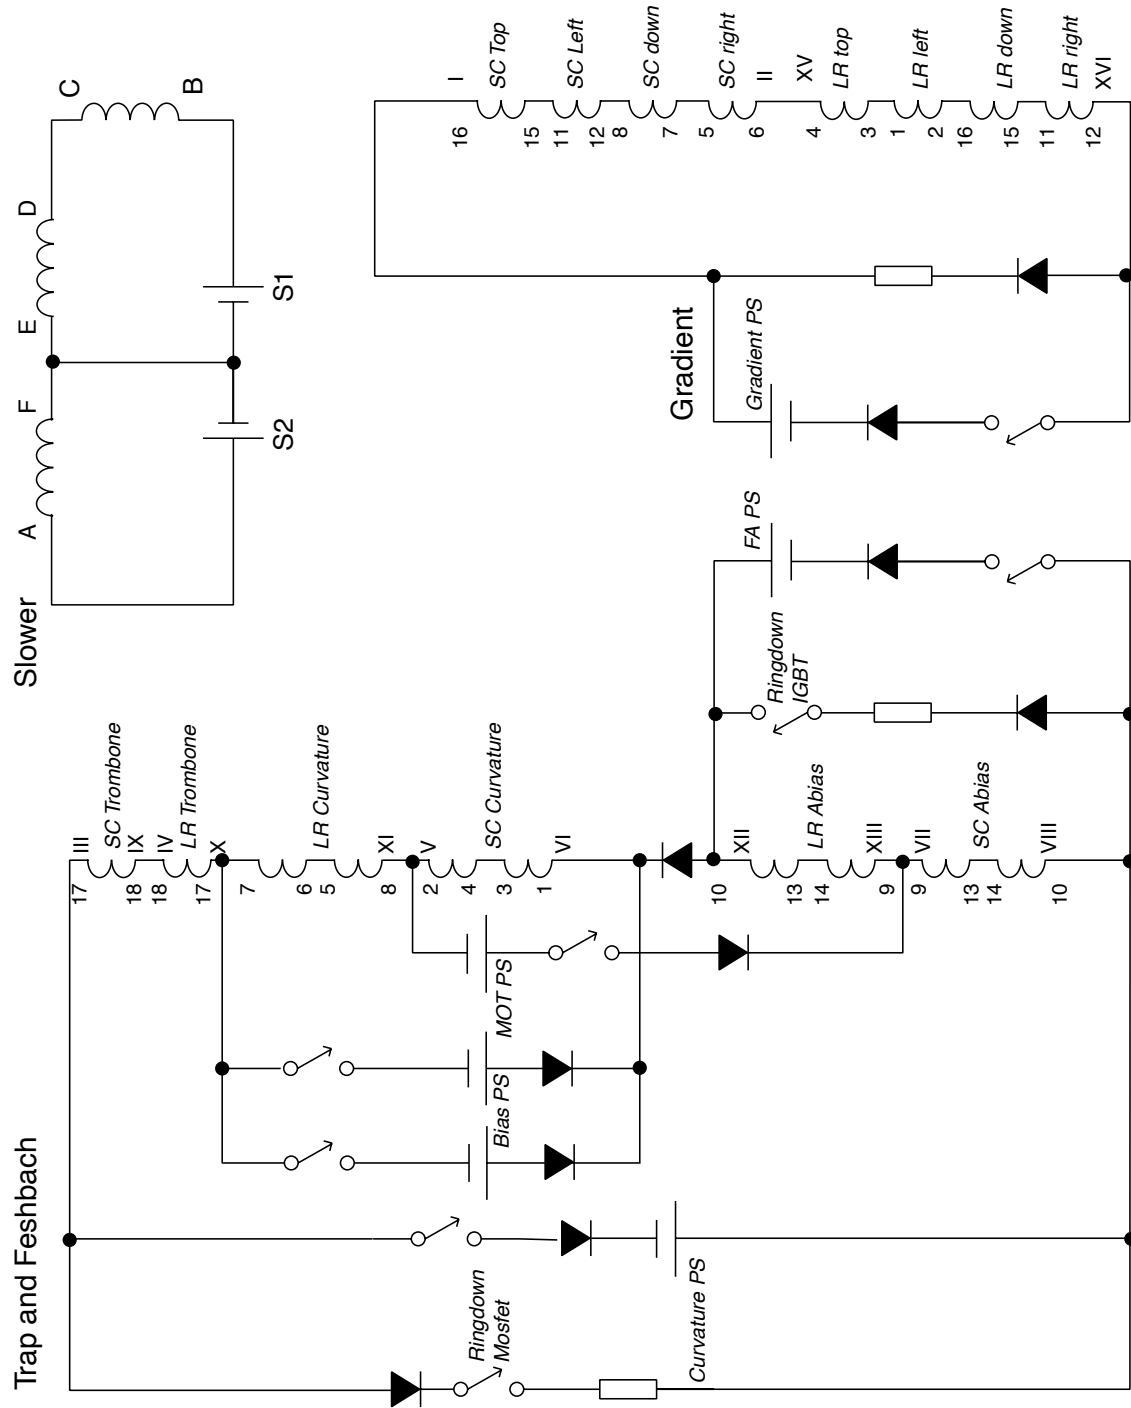 Slower
A
F
E
D
C
B
S2
S1
Gradient
Gradient PS
16
I
SC Top
15
11
SC Left
12
8
SC down
7
5
SC right
6
II
XV
4
LR top
3
1
LR left
2
16
LR down
15
11
LR right
12
XVI
Trap and Feshbach
III
17
SC Trombone
IX
18
IV
18
LR Trombone
17
X
7
LR Curvature
6
5
XI
8
V
2
SC Curvature
4
3
VI
1
XII
10
LR Abias
13
14
XIII
9
VII
9
SC Abias
13
14
VIII
10
MOT PS
Bias PS
Curvature PS
Ringdown
Mosfet
Ringdown
IGBT
FA PS